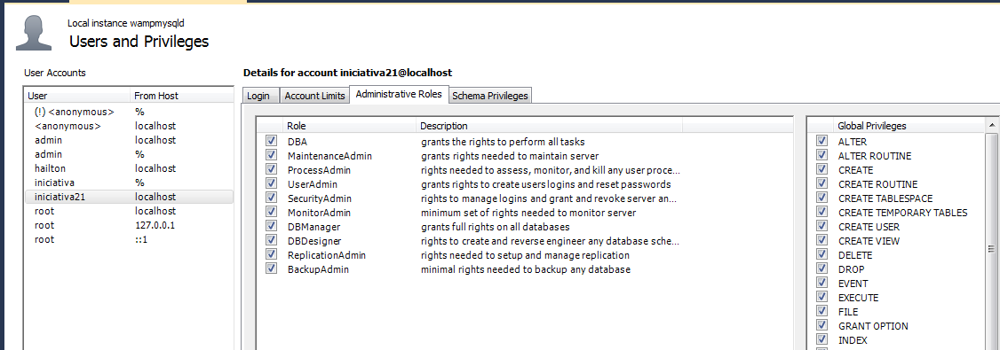 Local instance wampmysqld
Users and Privileges
User Accounts
User From Host
(!) <anonymous> %
<anonymous> localhost
admin localhost
admin %
hailton localhost
iniciativa %
iniciativa21 localhost
root localhost
root 127.0.0.1
root ::1
Details for account iniciativa21@localhost
Login Account Limits Administrative Roles Schema Privileges
Role Description
DBA grants the rights to perform all tasks
MaintenanceAdmin grants rights needed to maintain server
ProcessAdmin rights needed to assess, monitor, and kill any user proce...
UserAdmin grants rights to create users logins and reset passwords
SecurityAdmin rights to manage logins and grant and revoke server an...
MonitorAdmin minimum set of rights needed to monitor server
DBManager grants full rights on all databases
DBDesigner rights to create and reverse engineer any database sche...
ReplicationAdmin rights needed to setup and manage replication
BackupAdmin minimal rights needed to backup any database
Global Privileges
ALTER
ALTER ROUTINE
CREATE
CREATE ROUTINE
CREATE TABLESPACE
CREATE TEMPORARY TABLES
CREATE USER
CREATE VIEW
DELETE
DROP
EVENT
EXECUTE
FILE
GRANT OPTION
INDEX